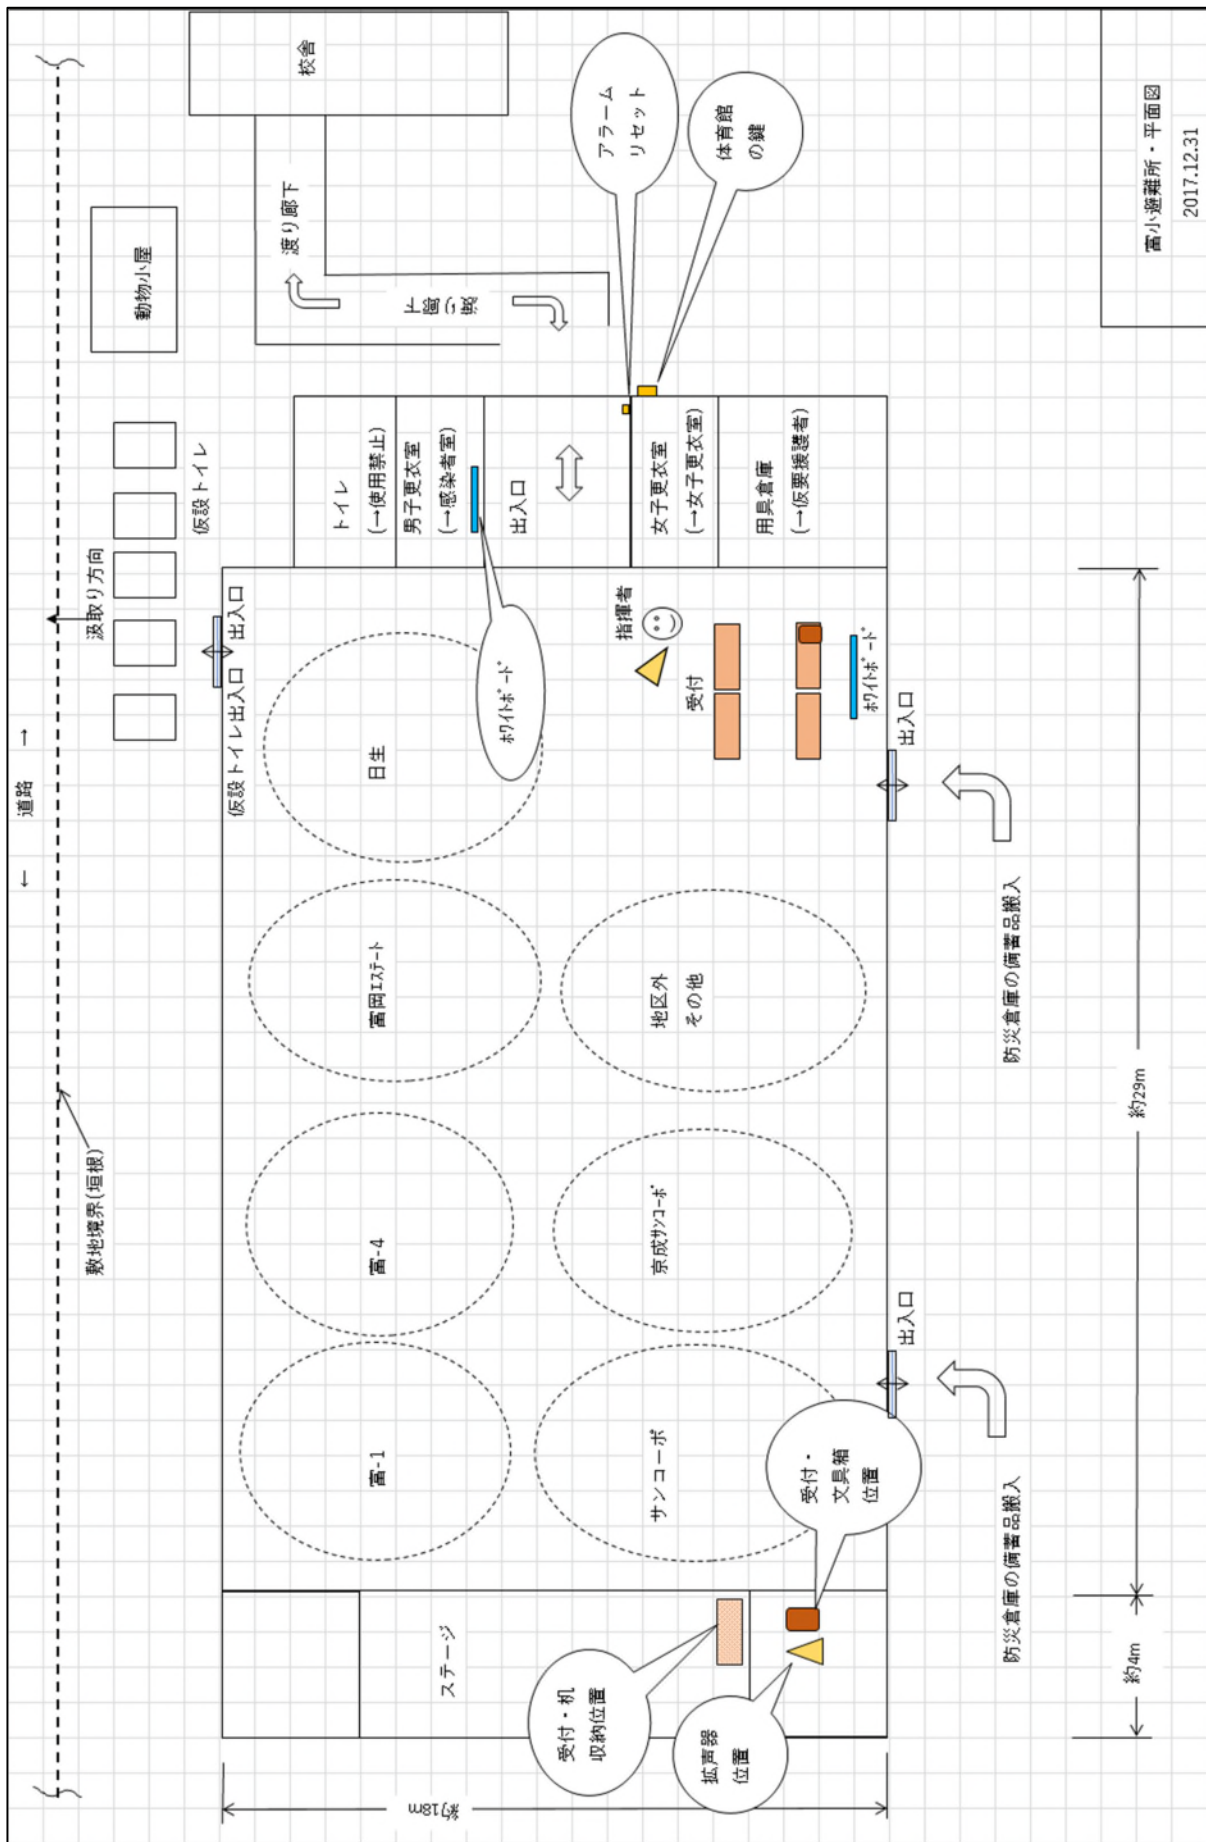 道路
← →
敷地境界(垣根)
汲取り方向
仮設トイレ
動物小屋
校舎
渡り廊下
渡り廊下
アラーム
リセット
体育館
の鍵
仮設トイレ出入口
出入口
トイレ
(→使用禁止)
男子更衣室
(→感染者室)
出入口
女子更衣室
(→女子更衣室)
用具倉庫
(→仮要援護者)
ホワイトボード
指揮者
受付
ホワイトボード
出入口
富-1
富-4
富岡エステート
日生
サンコーポ
京成サンコーポ
地区外
その他
ステージ
受付・机
収納位置
拡声器
位置
受付・
文具箱
位置
出入口
防災倉庫の備蓄品搬入
防災倉庫の備蓄品搬入
約18m
約4m
約29m
富小避難所・平面図
2017.12.31